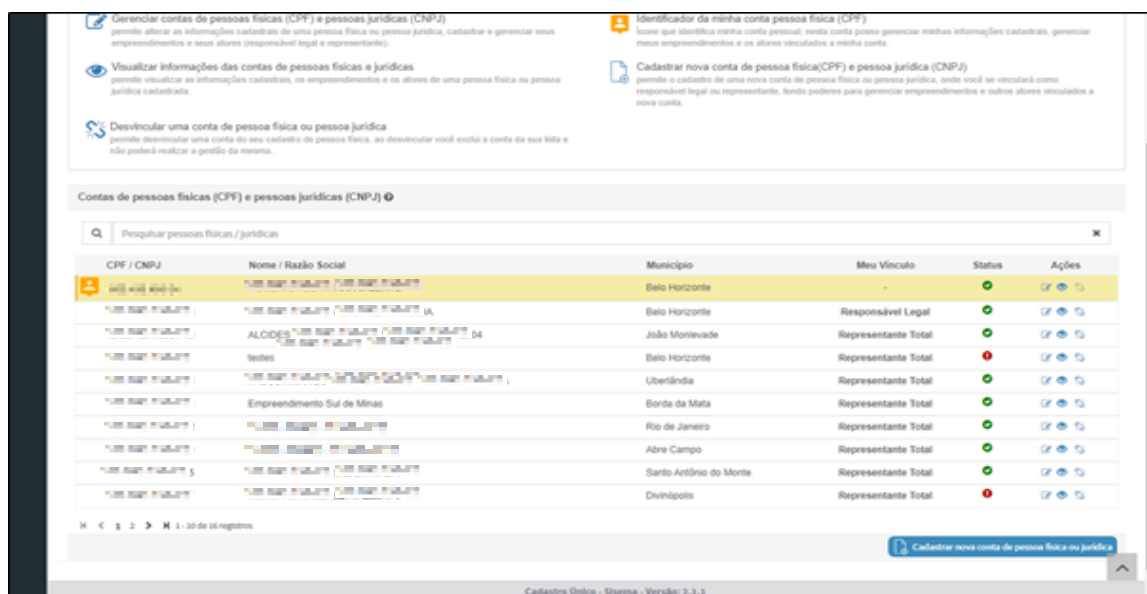 Gerenciar contas de pessoas físicas (CPF) e pessoas jurídicas (CNPJ)
permite alterar as informações cadastrais de uma pessoa física ou pessoa jurídica, cadastrar e gerenciar seus
empreendimentos e seus atores (responsável legal e representante).
Identificador da minha conta pessoa física (CPF)
Ícone que identifica minha conta pessoal, nesta conta posso gerenciar minhas informações cadastrais, gerenciar
meus empreendimentos e os atores vinculados a minha conta.
Visualizar informações das contas de pessoas físicas e jurídicas
permite visualizar as informações cadastrais, os empreendimentos e os atores de uma pessoa física ou pessoa
jurídica cadastrada.
Cadastrar nova conta de pessoa física(CPF) e pessoa jurídica (CNPJ)
permite o cadastro de uma nova conta de pessoa física ou pessoa jurídica, onde você se vinculará como
responsável legal ou representante, tendo poderes para gerenciar empreendimentos e outros atores vinculados a
nova conta.
Desvincular uma conta de pessoa física ou pessoa jurídica
permite desvincular uma conta do seu cadastro de pessoa física, ao desvincular você exclui a conta da sua lista e
não poderá realizar a gestão da mesma.
Contas de pessoas físicas (CPF) e pessoas jurídicas (CNPJ)
Pesquisar pessoas físicas / jurídicas
CPF / CNPJ Nome / Razão Social Município Meu Vínculo Status Ações
Belo Horizonte -
IA Belo Horizonte Responsável Legal
ALCIDES 04 João Monlevade Representante Total
testes Belo Horizonte Representante Total
Uberlândia Representante Total
Empreendimento Sul de Minas Borda da Mata Representante Total
Rio de Janeiro Representante Total
Abre Campo Representante Total
Santo Antônio do Monte Representante Total
Divinópolis Representante Total
1 2 1 - 10 de 16 registros
Cadastrar nova conta de pessoa física ou jurídica
Cadastro Único - Sisema - Versão: 2.1.1